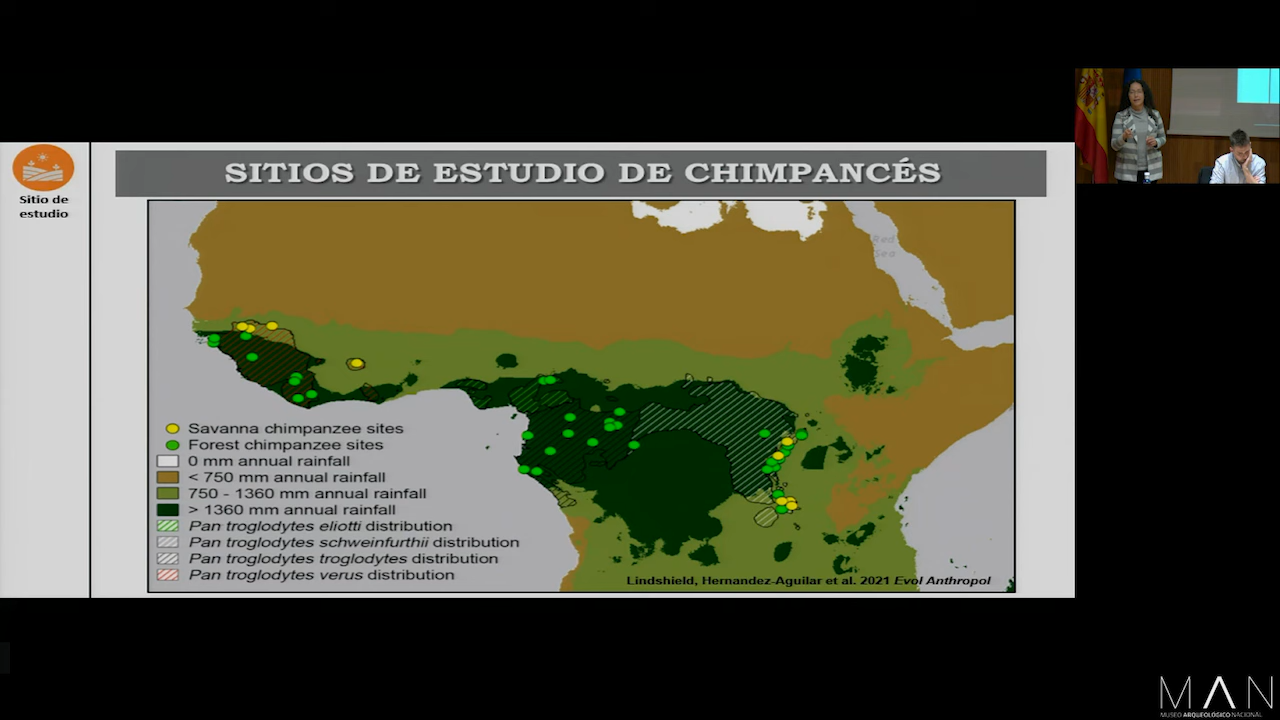 Sitio de
estudio
SITIOS DE ESTUDIO DE CHIMPANCÉS
Red
Sea
Savanna chimpanzee sites
Forest chimpanzee sites
0 mm annual rainfall
< 750 mm annual rainfall
750 - 1360 mm annual rainfall
> 1360 mm annual rainfall
Pan troglodytes eliotti distribution
Pan troglodytes schweinfurthii distribution
Pan troglodytes troglodytes distribution
Pan troglodytes verus distribution
Lindshield, Hernandez-Aguilar et al. 2021 Evol Anthropol
MAN
MUSEO ARQUEOLÓGICO NACIONAL